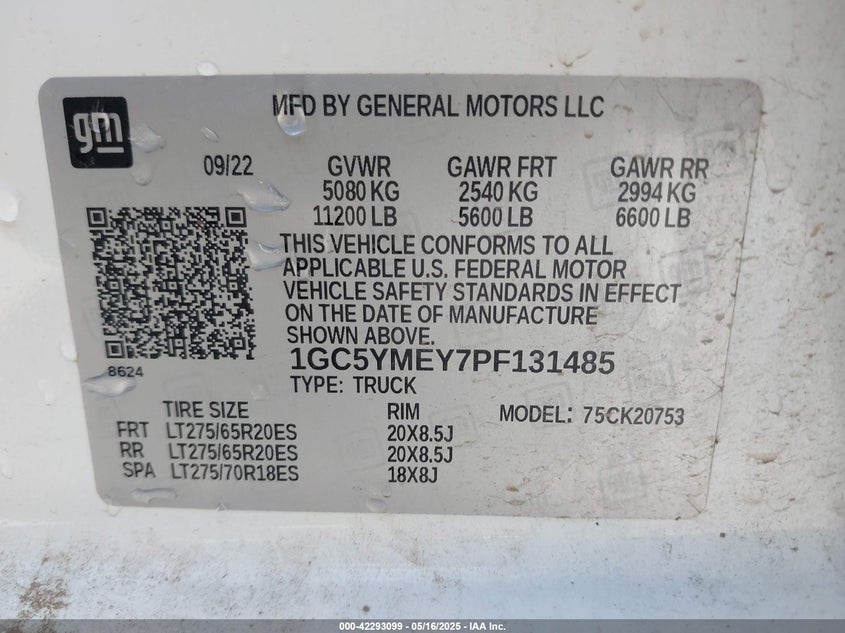 gm
MFD BY GENERAL MOTORS LLC
09/22 GVWR GAWR FRT GAWR RR
5080 KG 2540 KG 2994 KG
11200 LB 5600 LB 6600 LB
THIS VEHICLE CONFORMS TO ALL
APPLICABLE U.S. FEDERAL MOTOR
VEHICLE SAFETY STANDARDS IN EFFECT
ON THE DATE OF MANUFACTURE
SHOWN ABOVE.
8624
1GC5YMEY7PF131485
TYPE: TRUCK
TIRE SIZE RIM MODEL: 75CK20753
FRT LT275/65R20ES 20X8.5J
RR LT275/65R20ES 20X8.5J
SPA LT275/70R18ES 18X8J
000-42293099 - 05/16/2025 - IAA Inc.